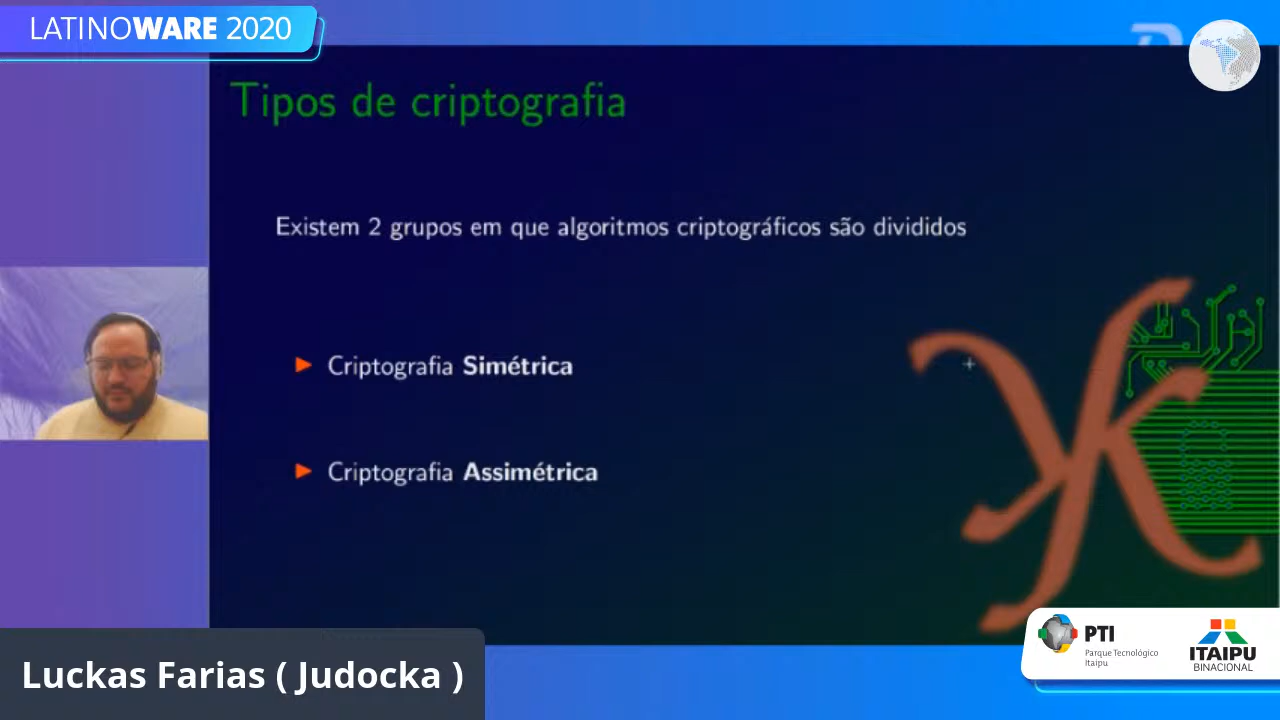 LATINOWARE 2020
Tipos de criptografia
Existem 2 grupos em que algoritmos criptográficos são divididos
Criptografia Simétrica
Criptografia Assimétrica
Luckas Farias ( Judocka )
PTI
Parque Tecnológico
Itaipu
ITAIPU
BINACIONAL